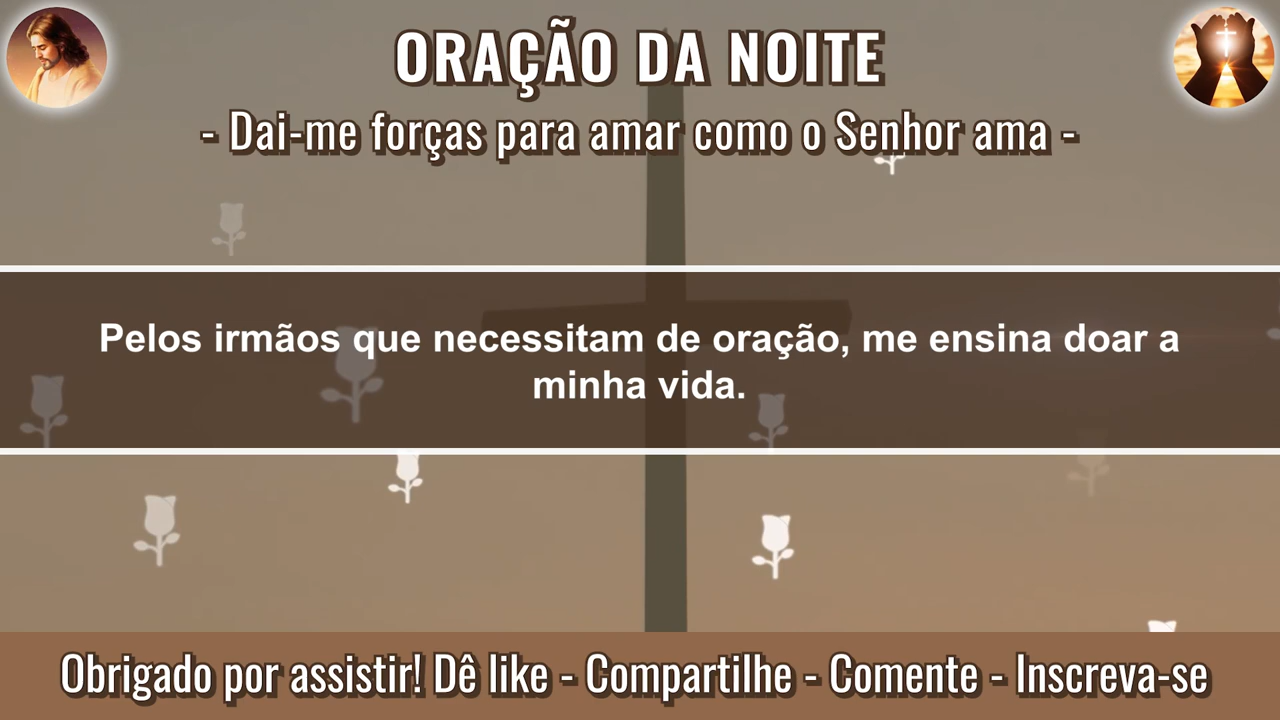 ORAÇÃO DA NOITE
- Dai-me forças para amar como o Senhor ama -
Pelos irmãos que necessitam de oração, me ensina doar a
minha vida.
Obrigado por assistir! Dê like - Compartilhe - Comente - Inscreva-se